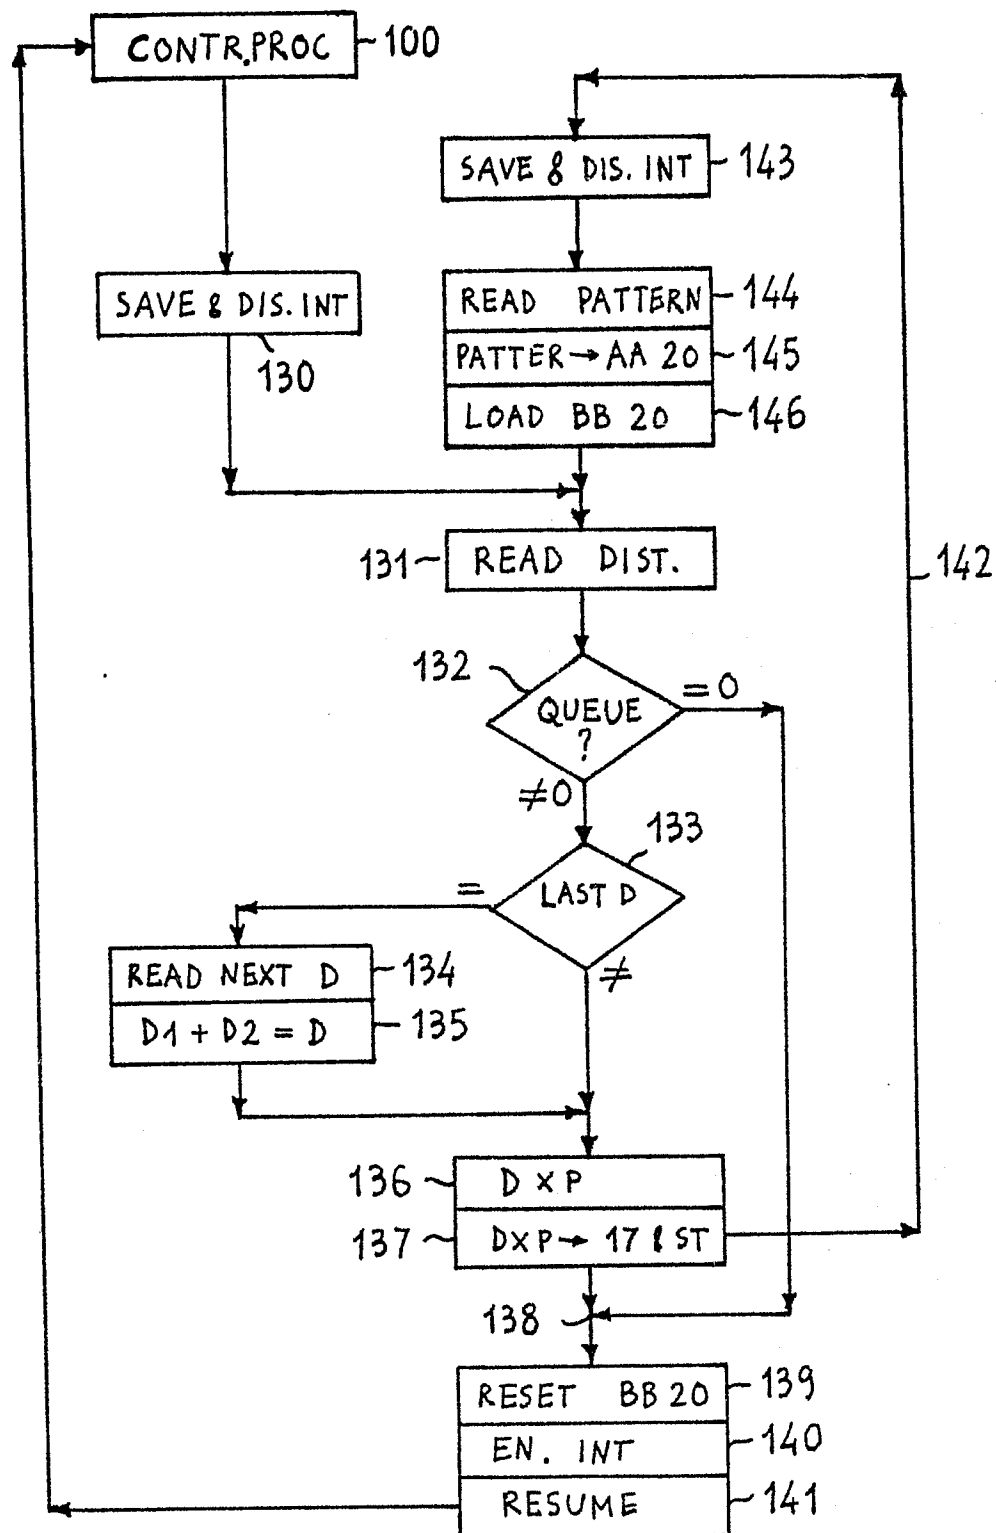 CONTR.PROC 100
SAVE & DIS. INT 143
READ PATTERN 144
SAVE & DIS. INT
130
PATTER→AA 20 145
LOAD BB 20 146
131 READ DIST.
142
132
QUEUE
?
=0
≠0
133
LAST D
=
≠
READ NEXT D 134
D1 + D2 = D 135
136 D X P
137 DXP→ 17 & ST
138
RESET BB 20 139
EN. INT 140
RESUME 141